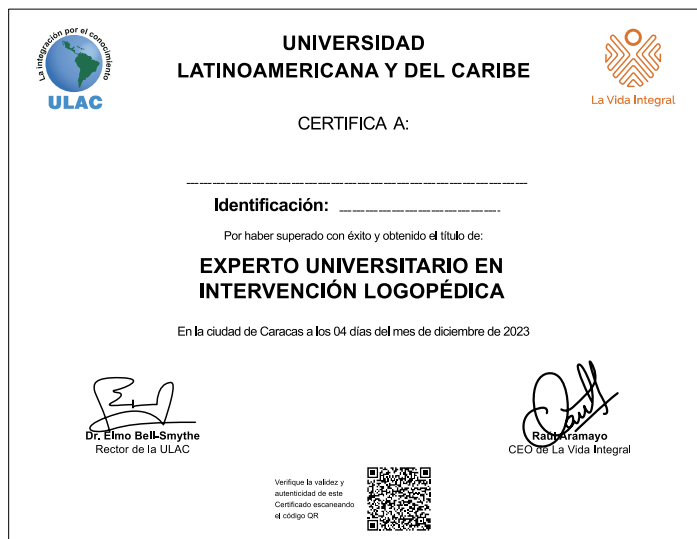 La integración por el conocimiento
ULAC
UNIVERSIDAD
LATINOAMERICANA Y DEL CARIBE
La Vida Integral
CERTIFICA A:
Identificación:
Por haber superado con éxito y obtenido el título de:
EXPERTO UNIVERSITARIO EN
INTERVENCIÓN LOGOPÉDICA
En la ciudad de Caracas a los 04 días del mes de diciembre de 2023
Dr. Elmo Bell-Smythe
Rector de la ULAC
Raúl Aramayo
CEO de La Vida Integral
Verifique la validez y
autenticidad de este
Certificado escaneando
el código QR